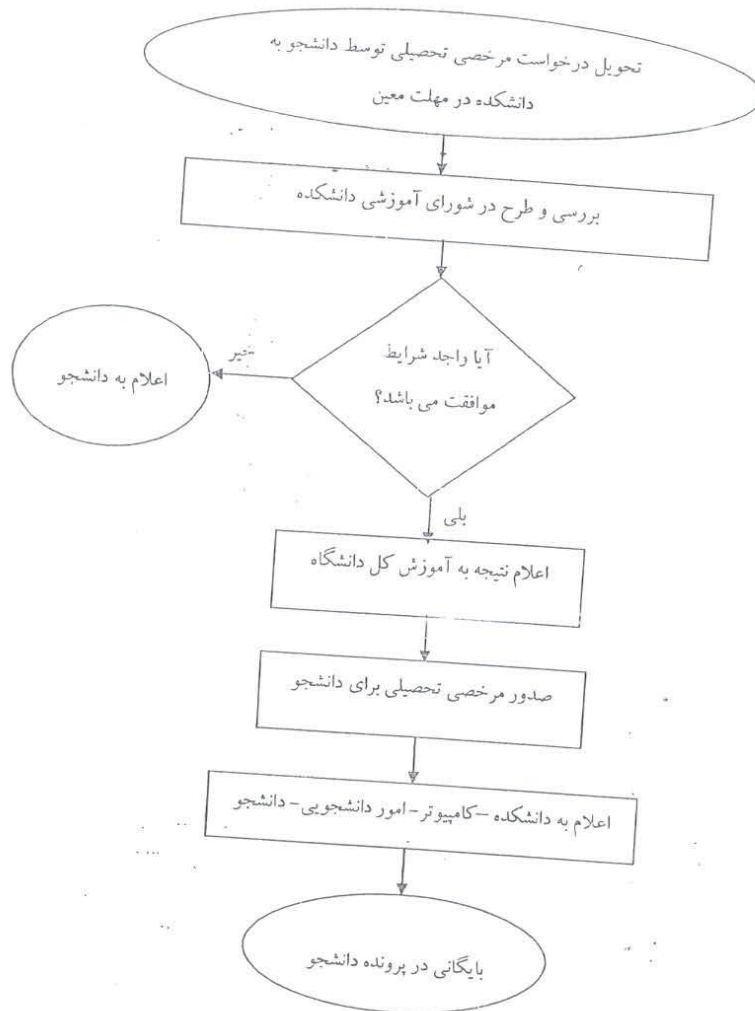 تحویل درخواست مرخصی تحصیلی توسط دانشجو به
دانشکده در مهلت معین
بررسی و طرح در شورای آموزشی دانشکده
آیا واجد شرایط
موافقت می باشد؟
خیر
اعلام به دانشجو
بلی
اعلام نتیجه به آموزش کل دانشگاه
صدور مرخصی تحصیلی برای دانشجو
اعلام به دانشکده –کامپیوتر-امور دانشجویی-دانشجو
بایگانی در پرونده دانشجو